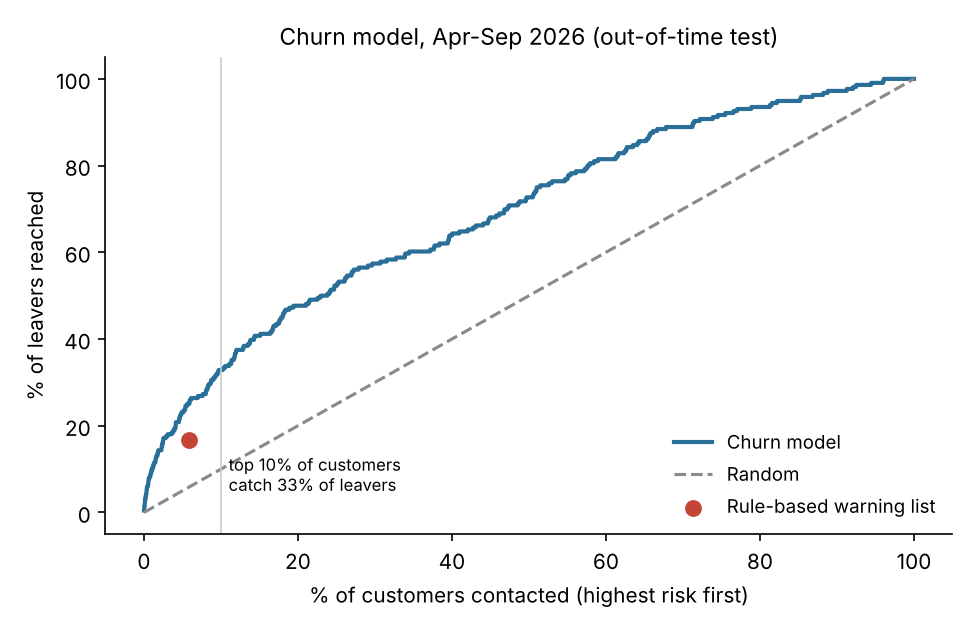 Churn model, Apr-Sep 2026 (out-of-time test)
% of leavers reached
100
80
60
40
20
0
top 10% of customers
catch 33% of leavers
Churn model
Random
Rule-based warning list
0 20 40 60 80 100
% of customers contacted (highest risk first)